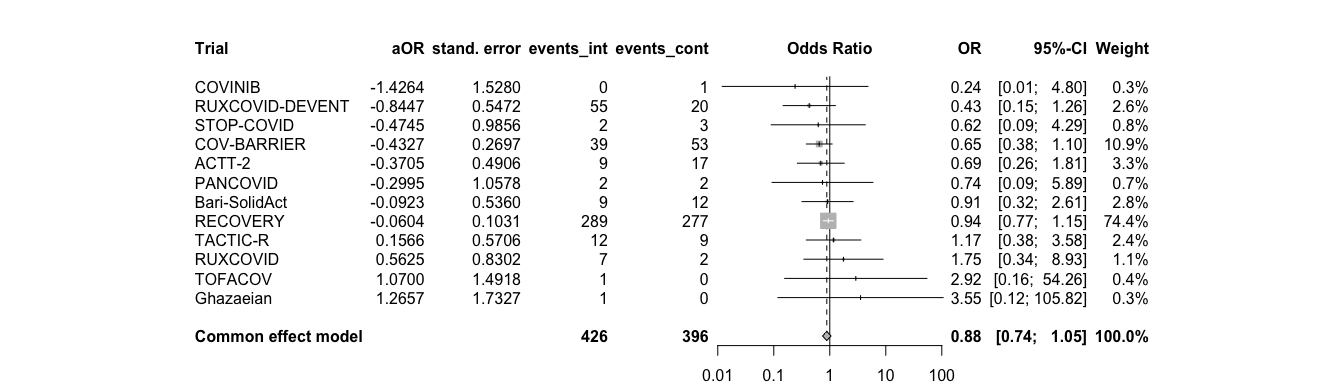 Trial aOR stand. error events_int events_cont Odds Ratio OR 95%-CI Weight
COVINIB -1.4264 1.5280 0 1 0.24 [0.01; 4.80] 0.3%
RUXCOVID-DEVENT -0.8447 0.5472 55 20 0.43 [0.15; 1.26] 2.6%
STOP-COVID -0.4745 0.9856 2 3 0.62 [0.09; 4.29] 0.8%
COV-BARRIER -0.4327 0.2697 39 53 0.65 [0.38; 1.10] 10.9%
ACTT-2 -0.3705 0.4906 9 17 0.69 [0.26; 1.81] 3.3%
PANCOVID -0.2995 1.0578 2 2 0.74 [0.09; 5.89] 0.7%
Bari-SolidAct -0.0923 0.5360 9 12 0.91 [0.32; 2.61] 2.8%
RECOVERY -0.0604 0.1031 289 277 0.94 [0.77; 1.15] 74.4%
TACTIC-R 0.1566 0.5706 12 9 1.17 [0.38; 3.58] 2.4%
RUXCOVID 0.5625 0.8302 7 2 1.75 [0.34; 8.93] 1.1%
TOFACOV 1.0700 1.4918 1 0 2.92 [0.16; 54.26] 0.4%
Ghazaeian 1.2657 1.7327 1 0 3.55 [0.12; 105.82] 0.3%
Common effect model 426 396 0.88 [0.74; 1.05] 100.0%
0.01 0.1 1 10 100